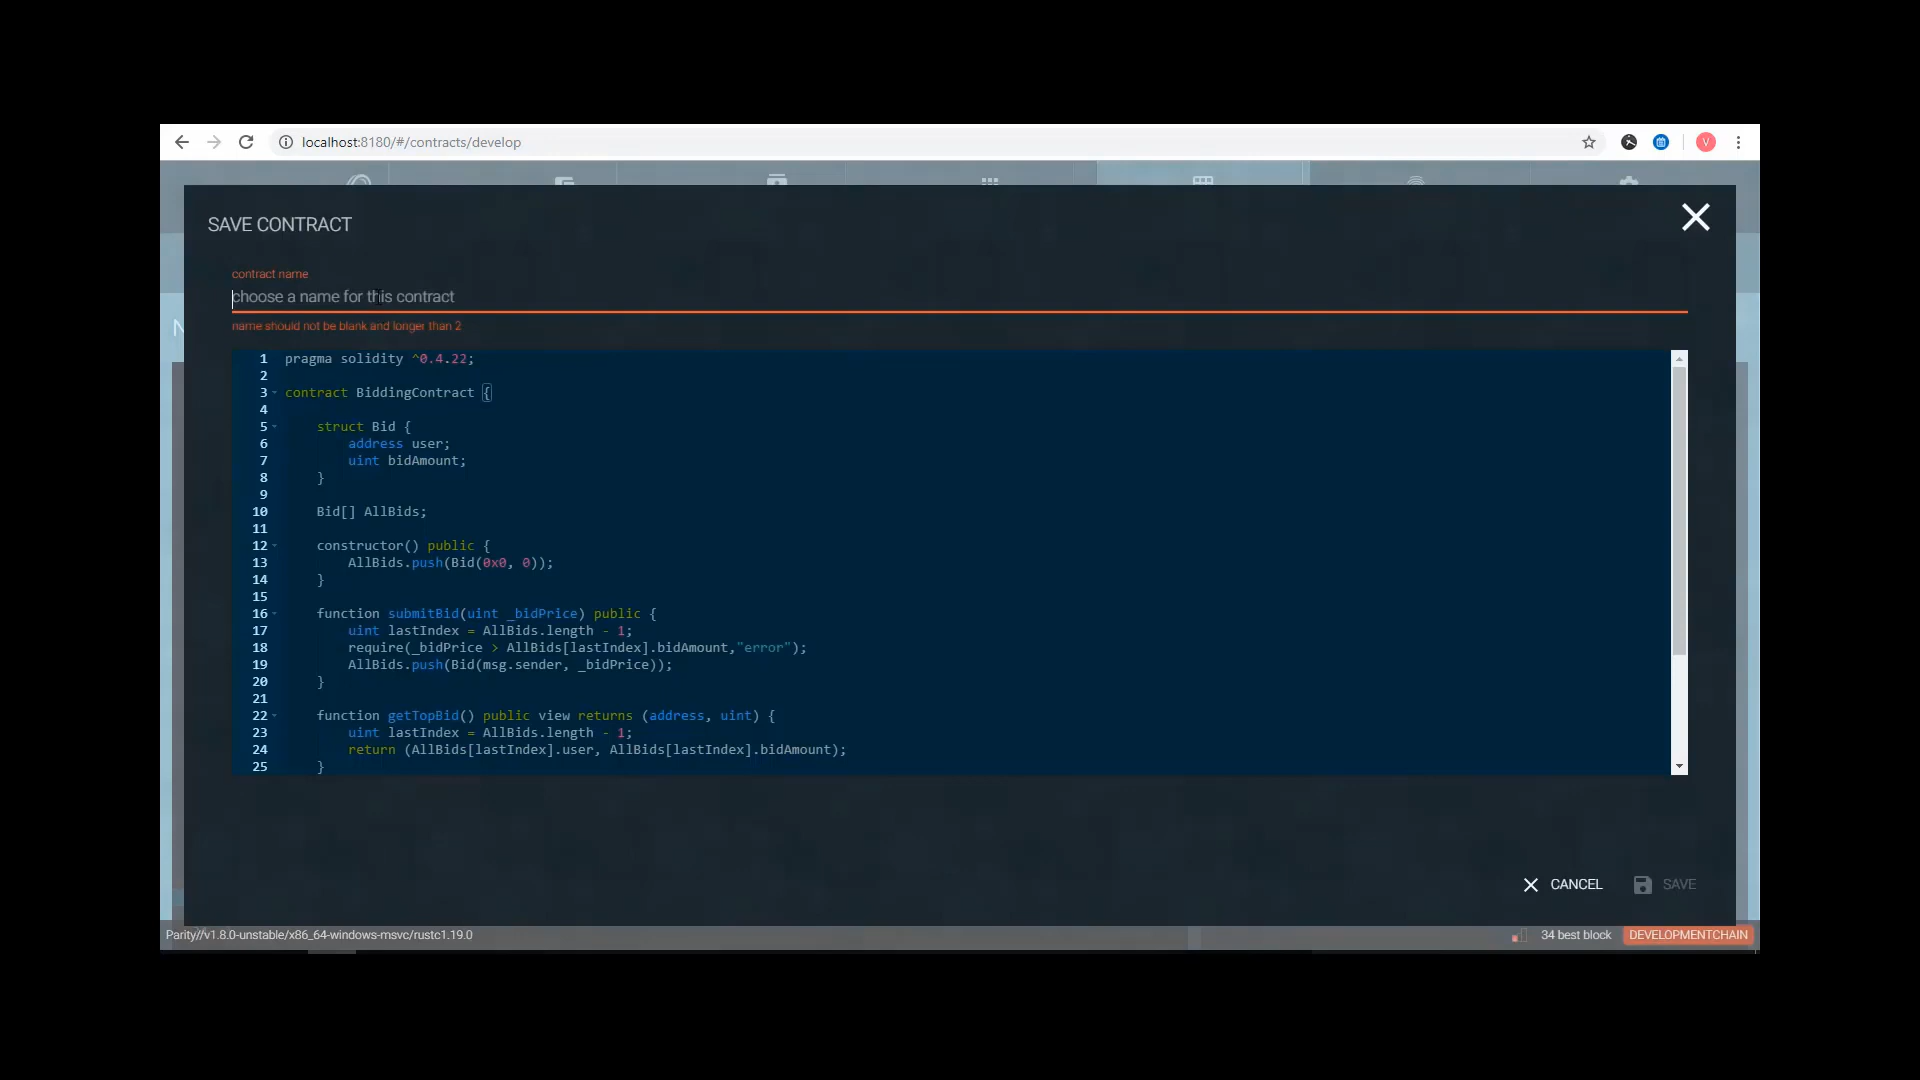 localhost:8180/#/contracts/develop
V
SAVE CONTRACT
contract name
choose a name for this contract
name should not be blank and longer than 2
1 pragma solidity ^0.4.22;
2
3 contract BiddingContract {
4
5 struct Bid {
6 address user;
7 uint bidAmount;
8 }
9
10 Bid[] AllBids;
11
12 constructor() public {
13 AllBids.push(Bid(0x0, 0));
14 }
15
16 function submitBid(uint _bidPrice) public {
17 uint lastIndex = AllBids.length - 1;
18 require(_bidPrice > AllBids[lastIndex].bidAmount,"error");
19 AllBids.push(Bid(msg.sender, _bidPrice));
20 }
21
22 function getTopBid() public view returns (address, uint) {
23 uint lastIndex = AllBids.length - 1;
24 return (AllBids[lastIndex].user, AllBids[lastIndex].bidAmount);
25 }
CANCEL SAVE
Parity//v1.8.0-unstable/x86_64-windows-msvc/rustc1.19.0 34 best block DEVELOPMENTCHAIN